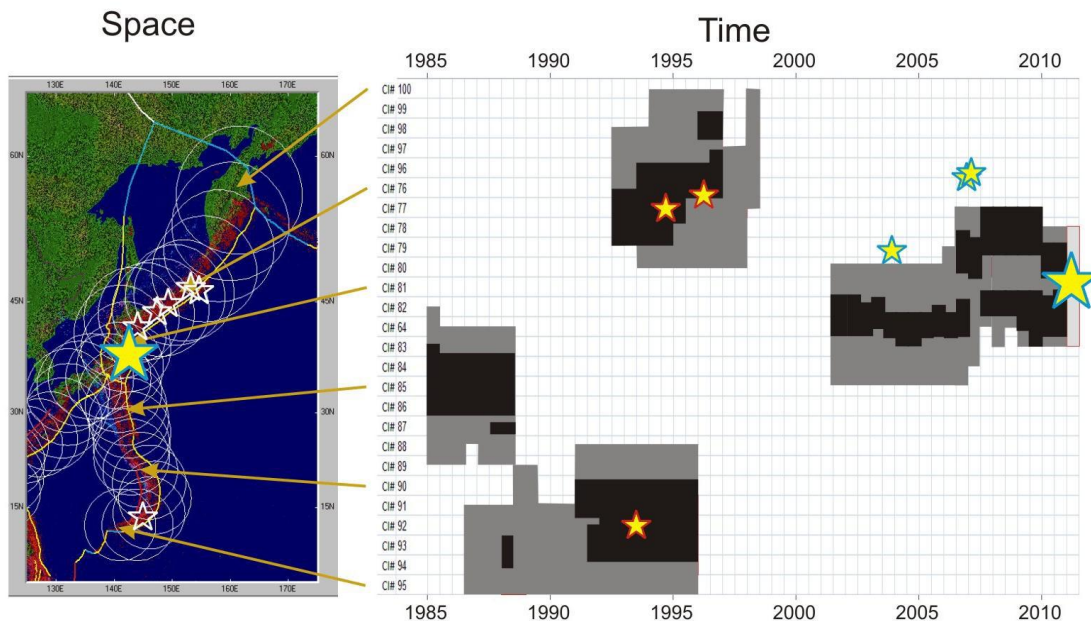 Space
Time
130E 140E 150E 160E 170E
60N
60N
45N
45N
30N
30N
15N
15N
130E 140E 150E 160E 170E
1985 1990 1995 2000 2005 2010
CI# 100
CI# 99
CI# 98
CI# 97
CI# 96
CI# 76
CI# 77
CI# 78
CI# 79
CI# 80
CI# 81
CI# 82
CI# 64
CI# 83
CI# 84
CI# 85
CI# 86
CI# 87
CI# 88
CI# 89
CI# 90
CI# 91
CI# 92
CI# 93
CI# 94
CI# 95
1985 1990 1995 2000 2005 2010